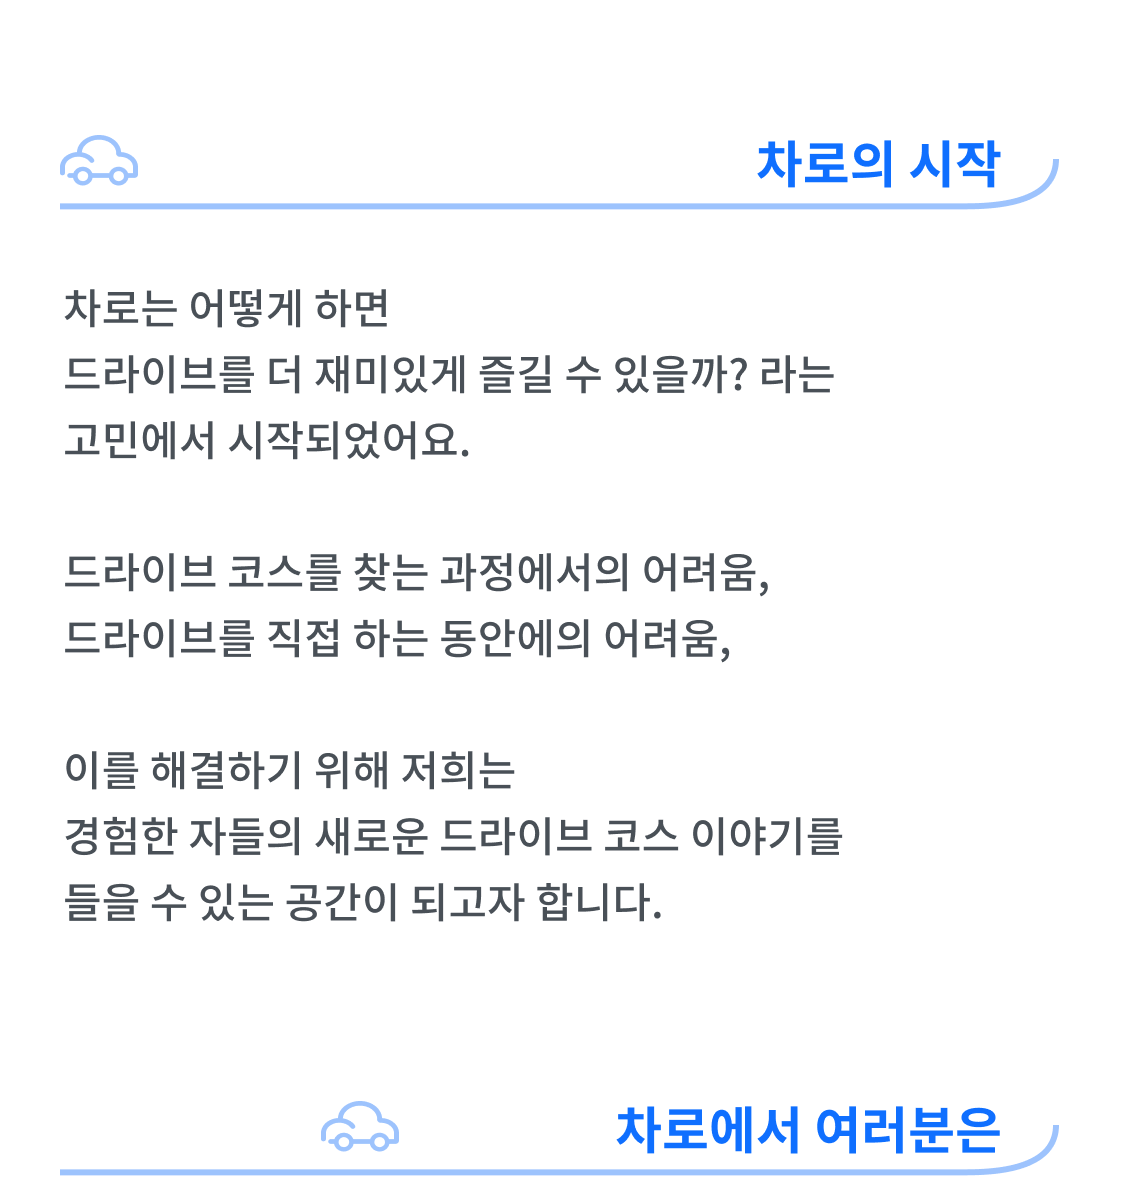 차로의 시작
차로는 어떻게 하면
드라이브를 더 재미있게 즐길 수 있을까? 라는
고민에서 시작되었어요.
드라이브 코스를 찾는 과정에서의 어려움,
드라이브를 직접 하는 동안에의 어려움,
이를 해결하기 위해 저희는
경험한 자들의 새로운 드라이브 코스 이야기를
들을 수 있는 공간이 되고자 합니다.
차로에서 여러분은